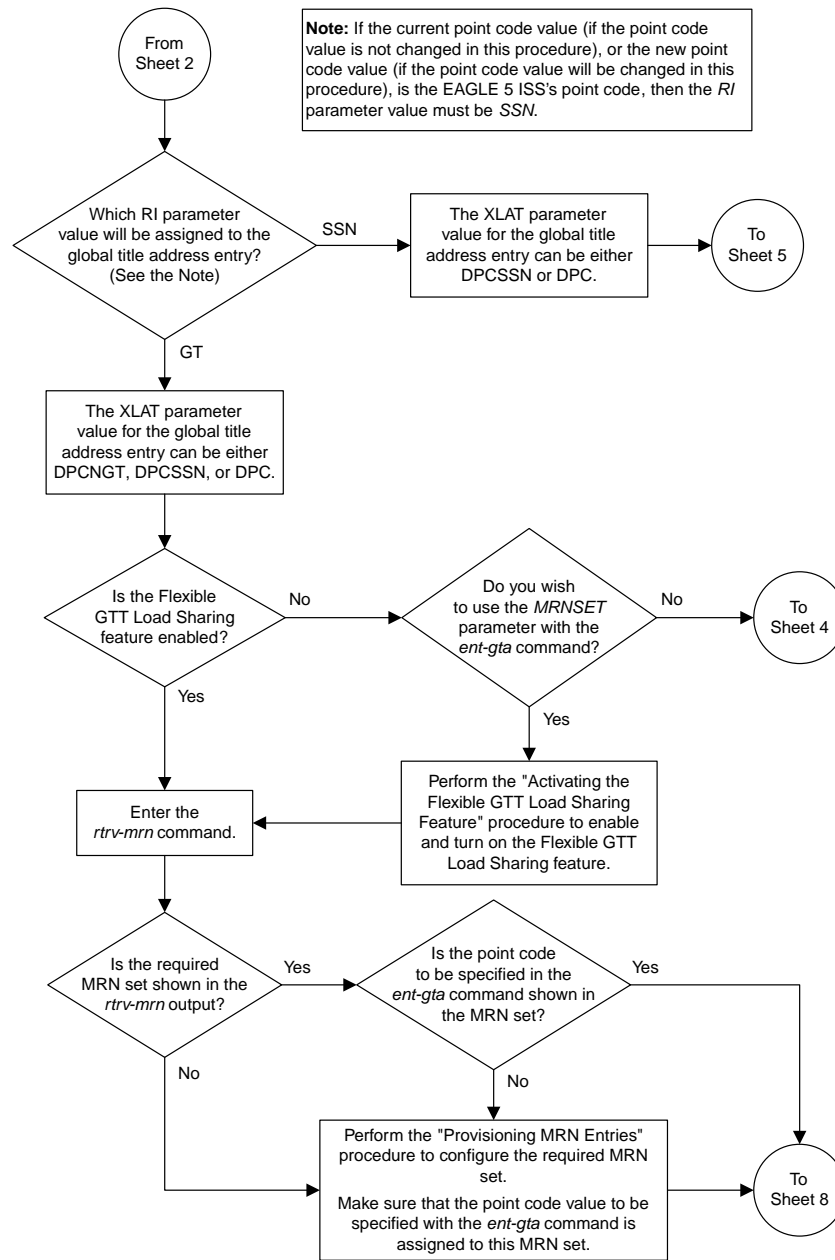 From
Sheet 2
Note: If the current point code value (if the point code
value is not changed in this procedure), or the new point
code value (if the point code value will be changed in this
procedure), is the EAGLE 5 ISS's point code, then the RI
parameter value must be SSN.
Which RI parameter
value will be assigned to the
global title address entry?
(See the Note)
SSN
The XLAT parameter
value for the global title
address entry can be either
DPCSSN or DPC.
To
Sheet 5
GT
The XLAT parameter
value for the global title
address entry can be either
DPCNGT, DPCSSN, or DPC.
Is the Flexible
GTT Load Sharing
feature enabled?
No
Do you wish
to use the MRNSET
parameter with the
ent-gta command?
No
To
Sheet 4
Yes
Yes
Enter the
rtrv-mrn command.
Perform the "Activating the
Flexible GTT Load Sharing
Feature" procedure to enable
and turn on the Flexible GTT
Load Sharing feature.
Is the required
MRN set shown in the
rtrv-mrn output?
Yes
Is the point code
to be specified in the
ent-gta command shown in
the MRN set?
Yes
No
No
Perform the "Provisioning MRN Entries"
procedure to configure the required MRN
set.
Make sure that the point code value to be
specified with the ent-gta command is
assigned to this MRN set.
To
Sheet 8